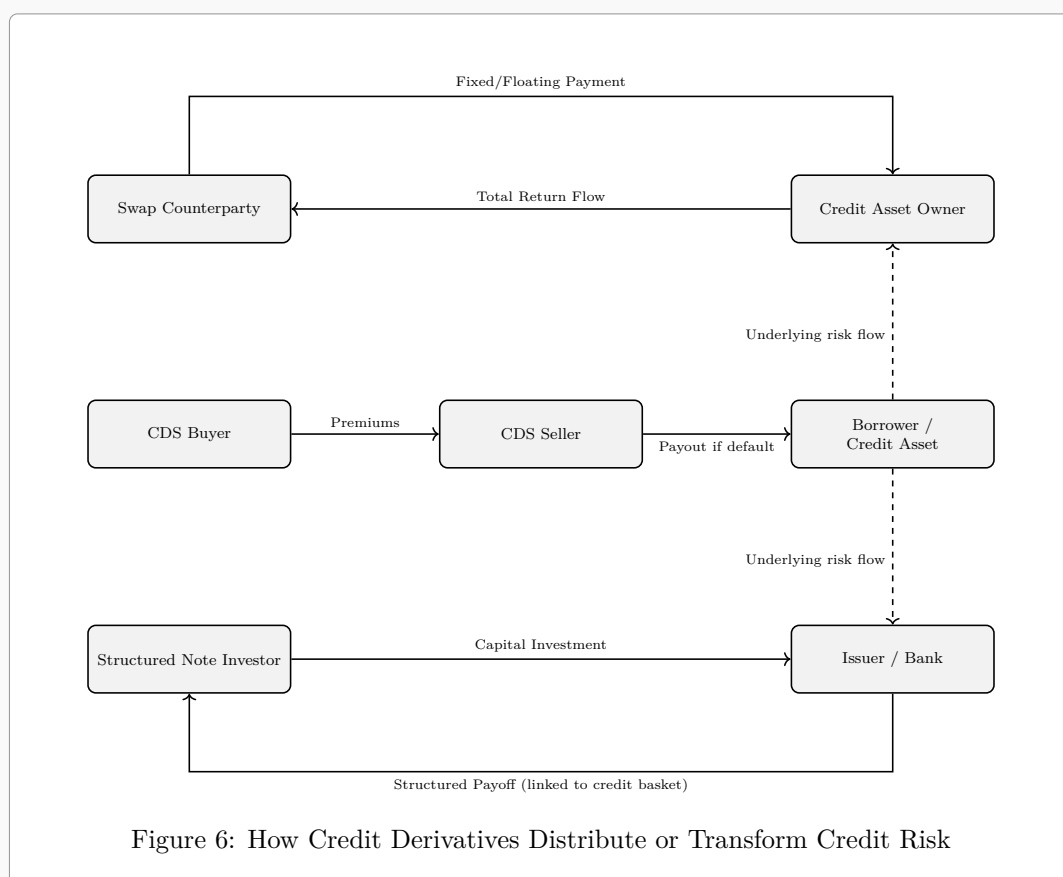 Fixed/Floating Payment
Swap Counterparty
Total Return Flow
Credit Asset Owner
Underlying risk flow
CDS Buyer
Premiums
CDS Seller
Payout if default
Borrower /
Credit Asset
Underlying risk flow
Structured Note Investor
Capital Investment
Issuer / Bank
Structured Payoff (linked to credit basket)
Figure 6: How Credit Derivatives Distribute or Transform Credit Risk